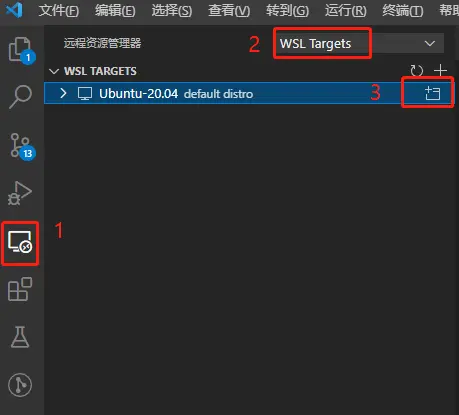 文件(F) 编辑(E) 选择(S) 查看(V) 转到(G) 运行(R) 终端(T) 帮助
远程资源管理器 2 WSL Targets
WSL TARGETS
Ubuntu-20.04 default distro 3
1
13
1